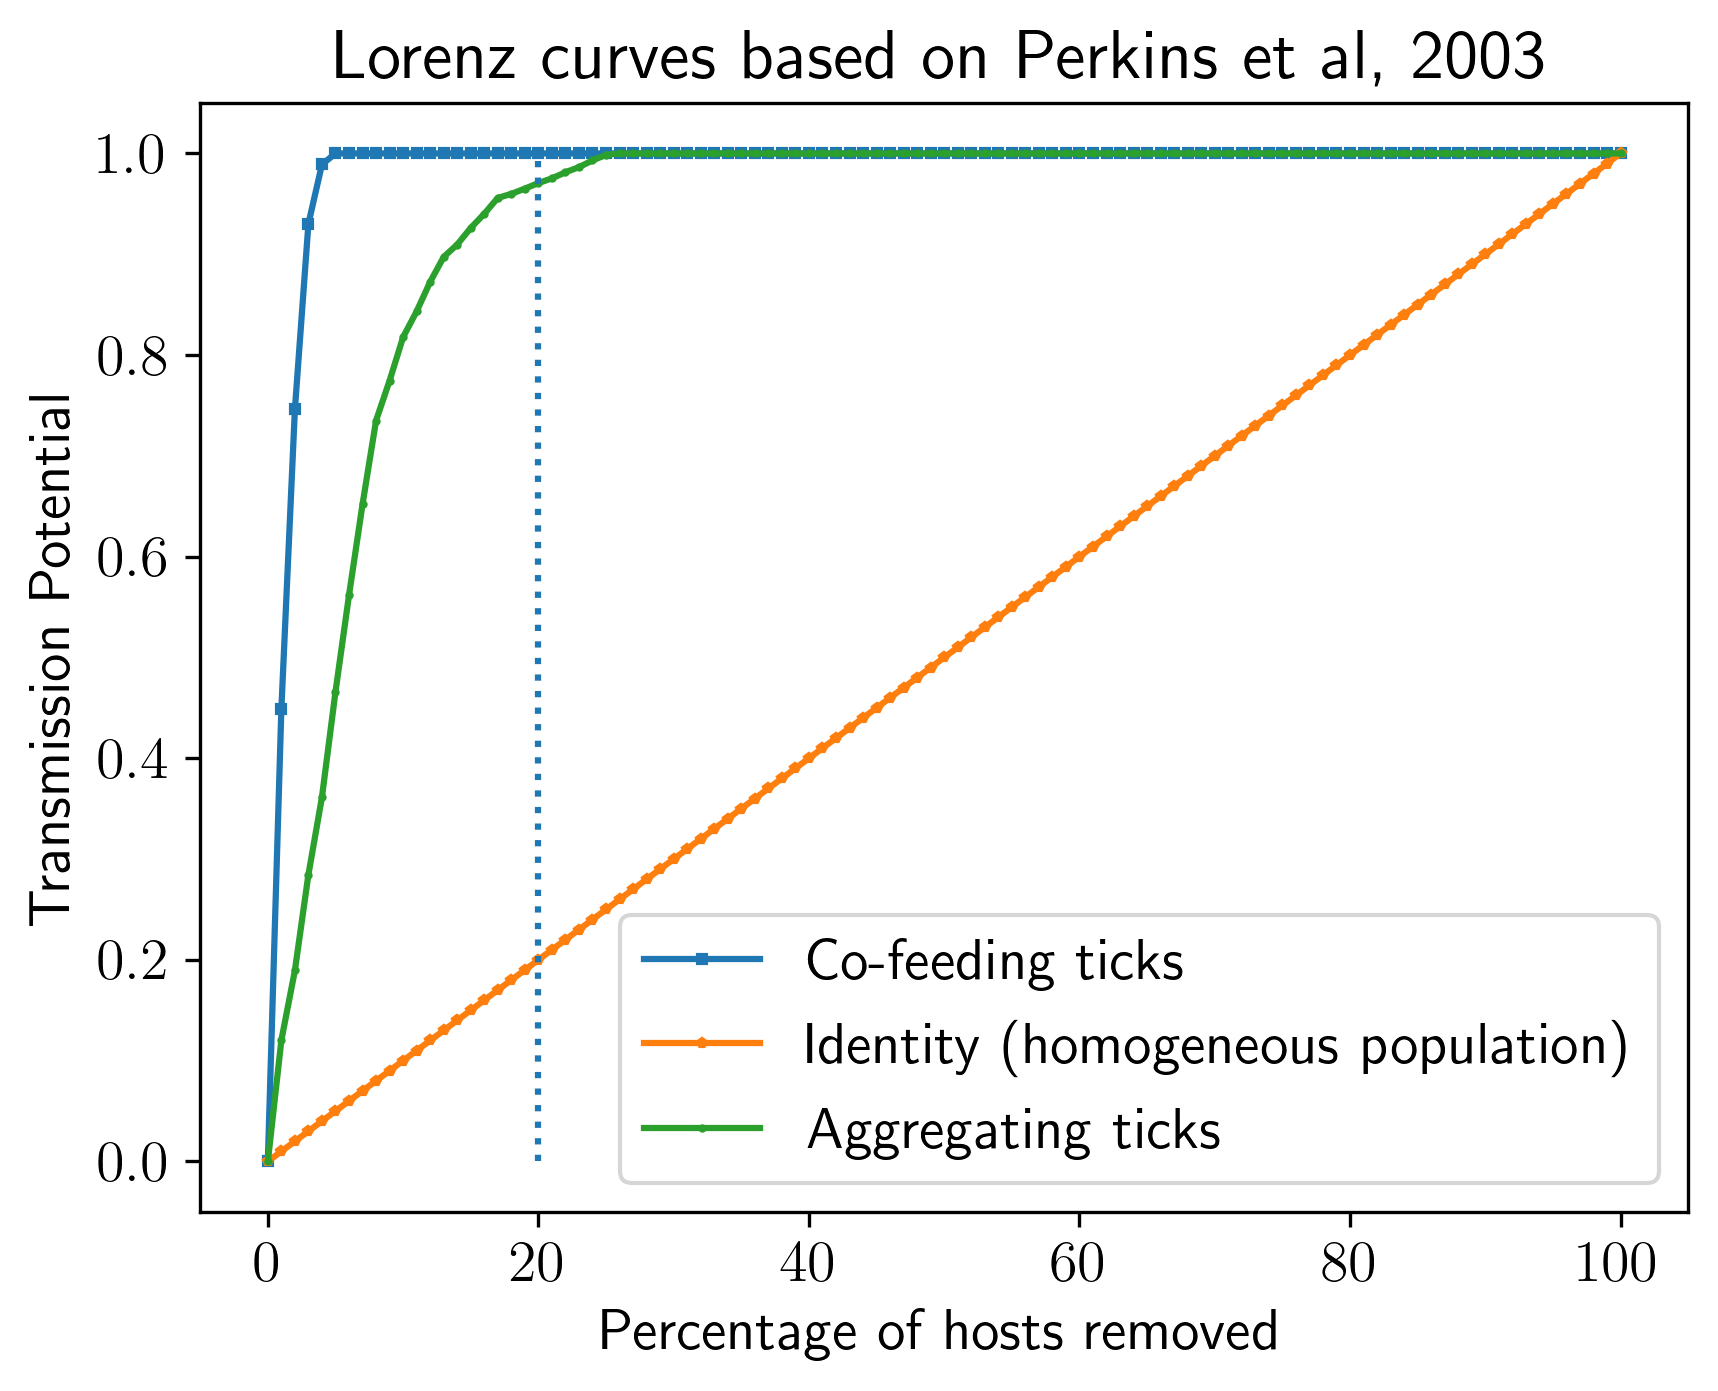 Lorenz curves based on Perkins et al, 2003
1.0
0.8
0.6
0.4
0.2
0.0
Transmission Potential
Co-feeding ticks
Identity (homogeneous population)
Aggregating ticks
0 20 40 60 80 100
Percentage of hosts removed